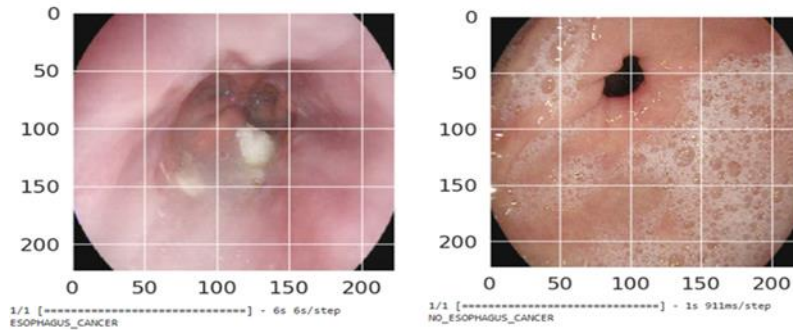 0
50
100
150
200
0 50 100 150 200
1/1 [==============================] - 6s 6s/step
ESOPHAGUS_CANCER
0
50
100
150
200
0 50 100 150 200
1/1 [==============================] - 1s 911ms/step
NO_ESOPHAGUS_CANCER